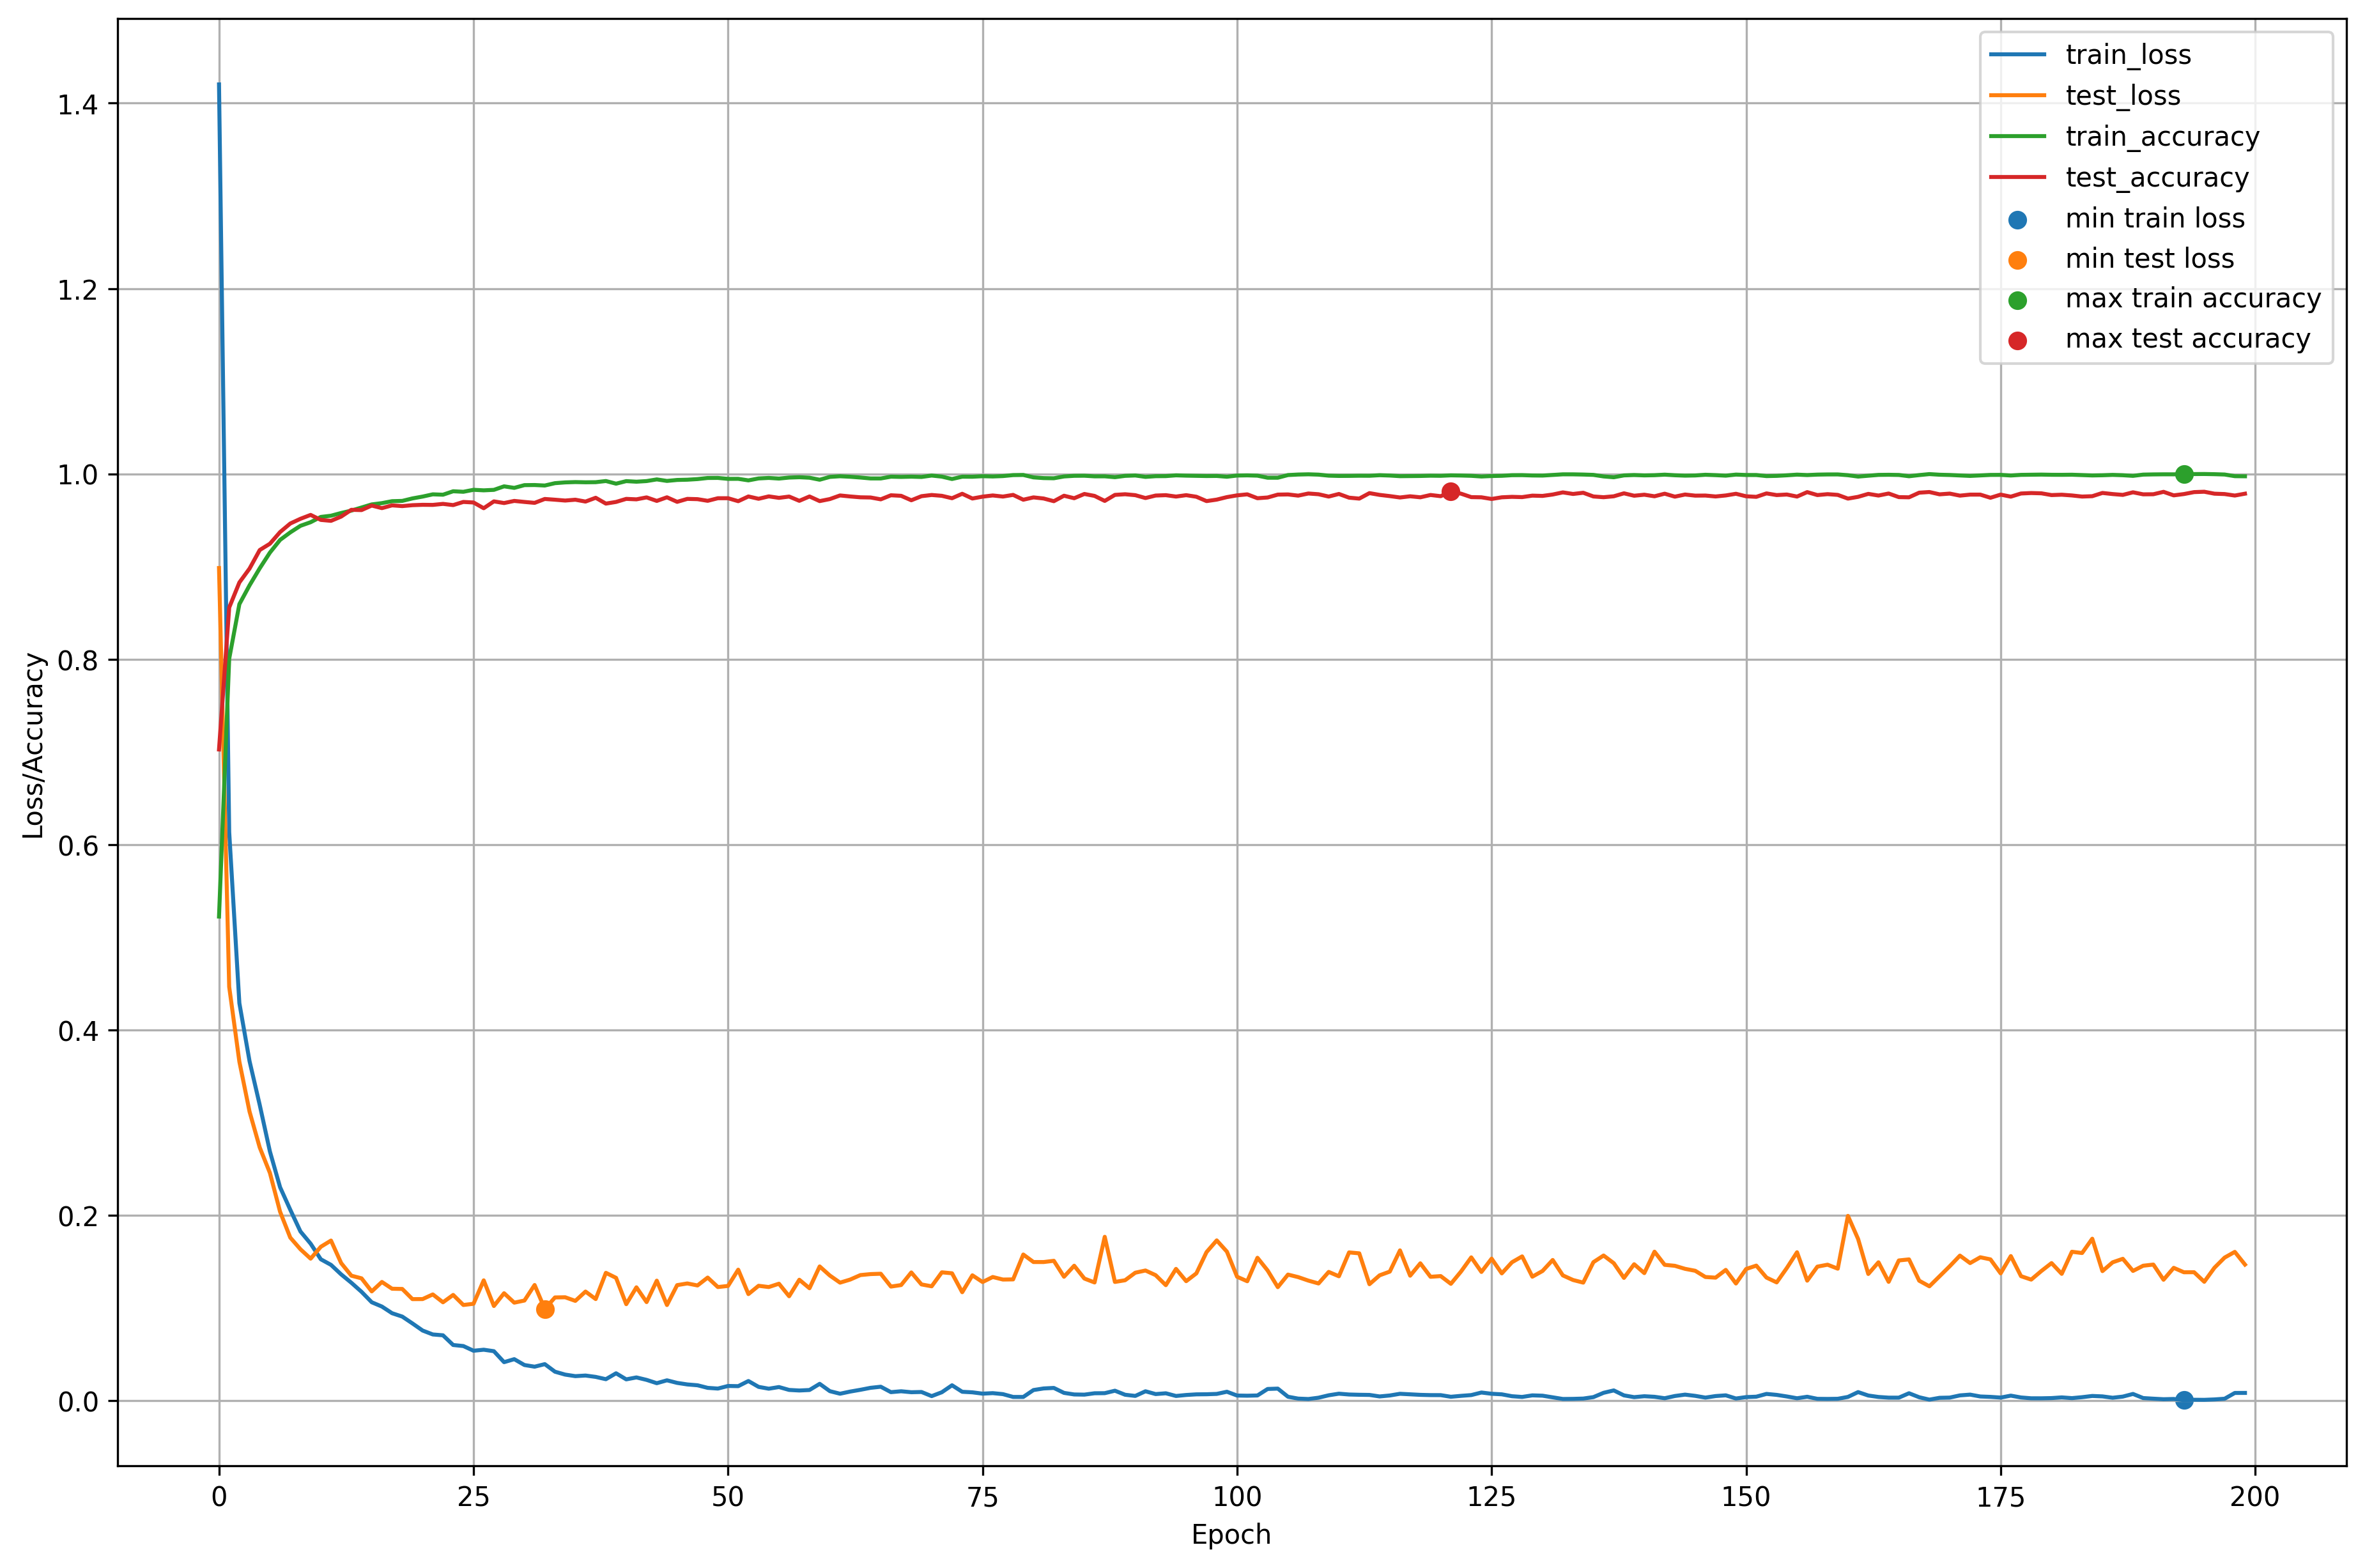 train_loss
test_loss
train_accuracy
test_accuracy
min train loss
min test loss
max train accuracy
max test accuracy
1.4
1.2
1.0
0.8
0.6
0.4
0.2
0.0
Loss/Accuracy
0 25 50 75 100 125 150 175 200
Epoch